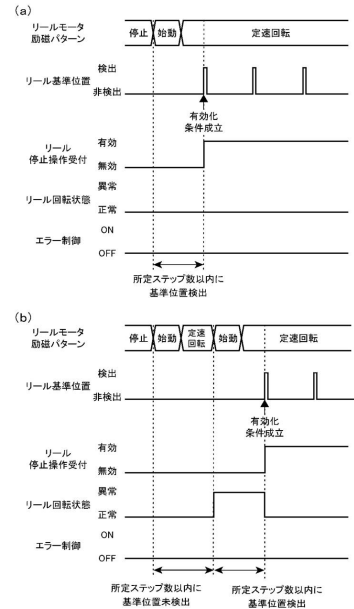 (a)
リールモータ
励磁パターン
停止 始動 定速回転
検出
リール基準位置
非検出
有効化
条件成立
有効
リール
停止操作受付
無効
異常
リール回転状態
正常
ON
エラー制御
OFF
所定ステップ数以内に
基準位置検出
(b)
リールモータ
励磁パターン
停止 始動 定速
回転 始動 定速回転
検出
リール基準位置
非検出
有効化
条件成立
有効
リール
停止操作受付
無効
異常
リール回転状態
正常
ON
エラー制御
OFF
所定ステップ数以内に
基準位置未検出
所定ステップ数以内に
基準位置検出